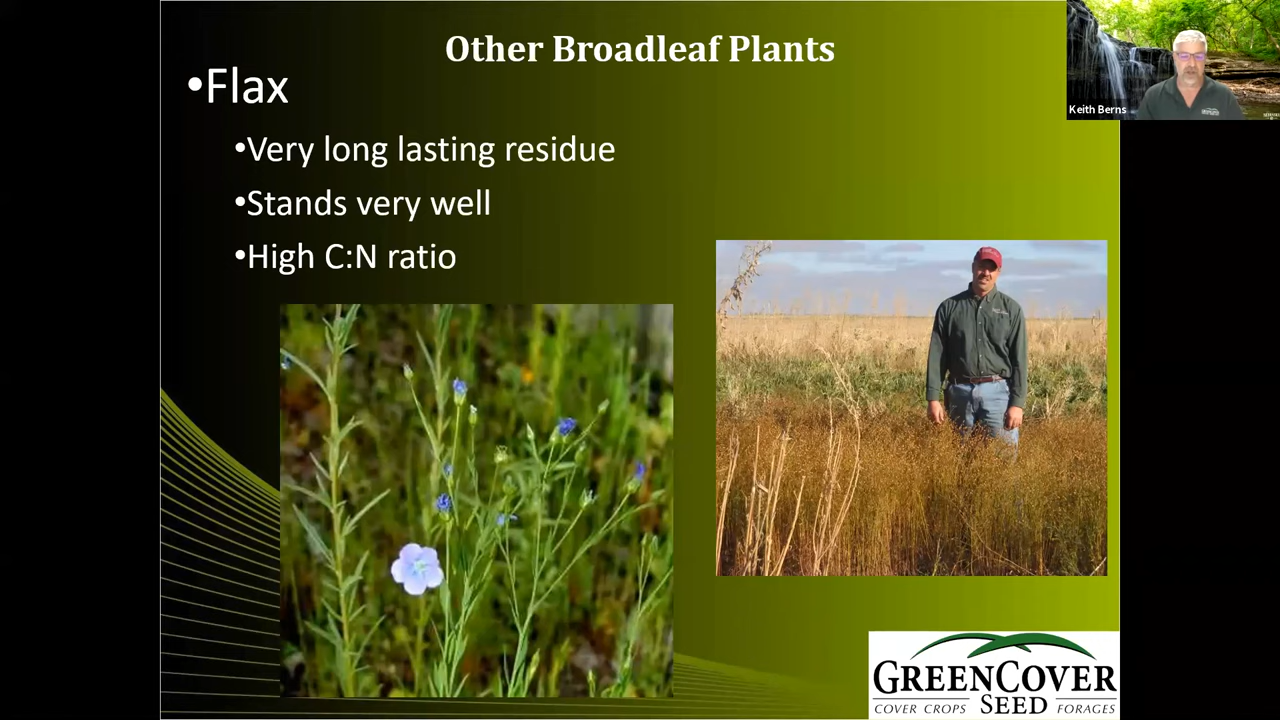 Other Broadleaf Plants
•Flax
•Very long lasting residue
•Stands very well
•High C:N ratio
Keith Berns
GREENCOVER
COVER CROPS SEED FORAGES